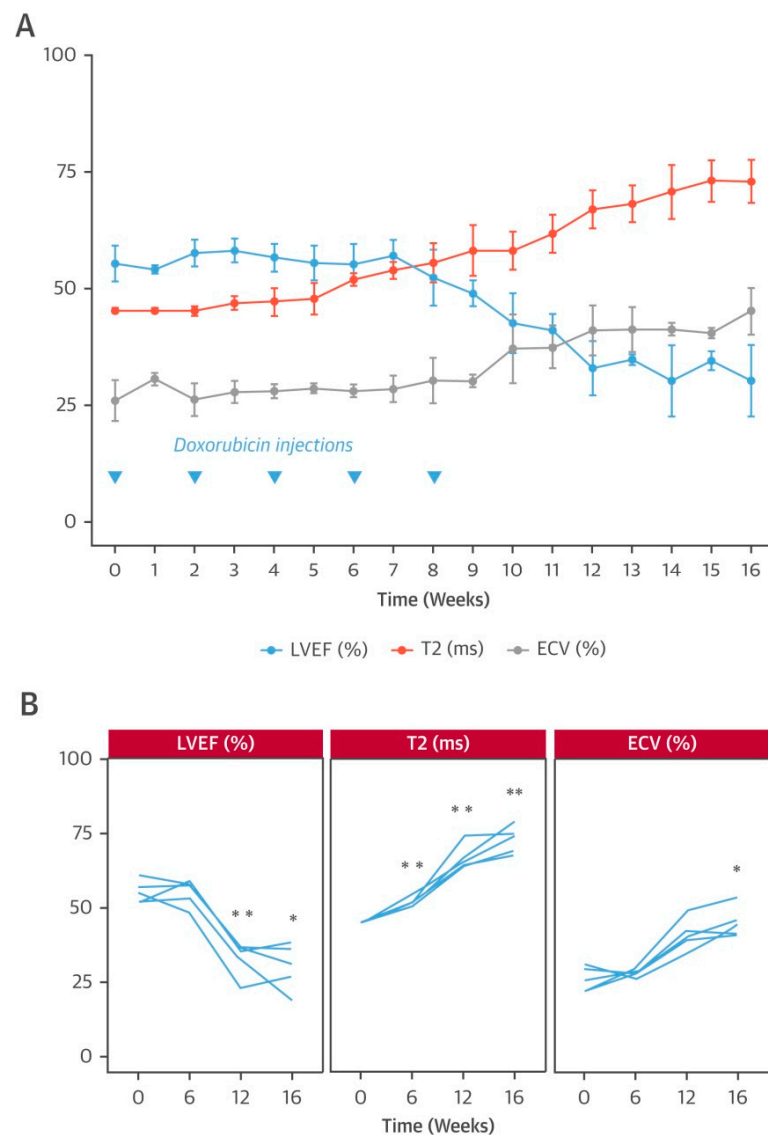 A
100
75
50
25
0
Doxorubicin injections
0 1 2 3 4 5 6 7 8 9 10 11 12 13 14 15 16
Time (Weeks)
LVEF (%) T2 (ms) ECV (%)
B
LVEF (%) T2 (ms) ECV (%)
100
75
50
25
0
** * ** ** ** *
0 6 12 16 0 6 12 16 0 6 12 16
Time (Weeks)